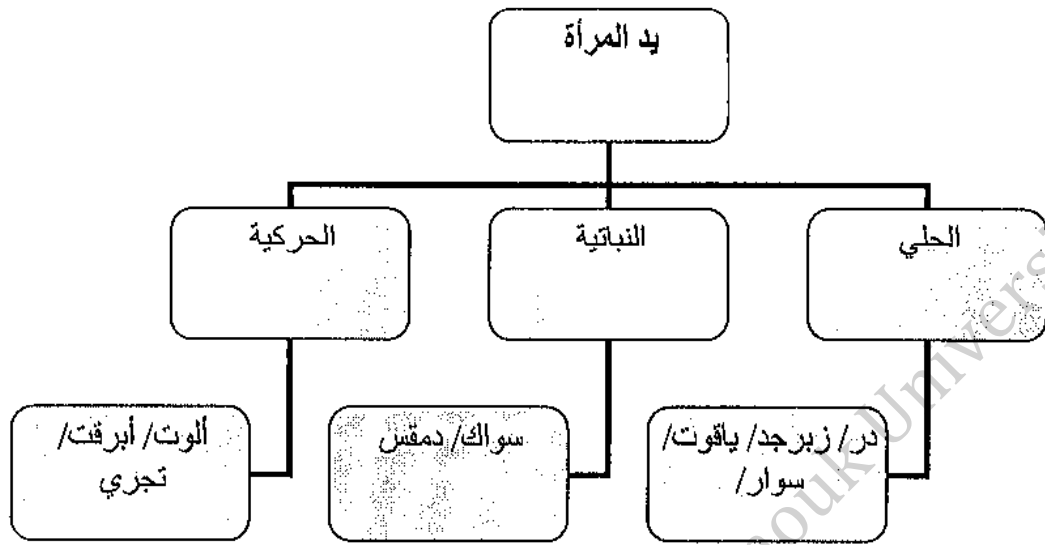 يد المرأة
الحلي
النباتية
الحركية
در/ زبرجد/ ياقوت/
سوار/
سواك/ دمقس
ألوت/ أبرقت/
تجري